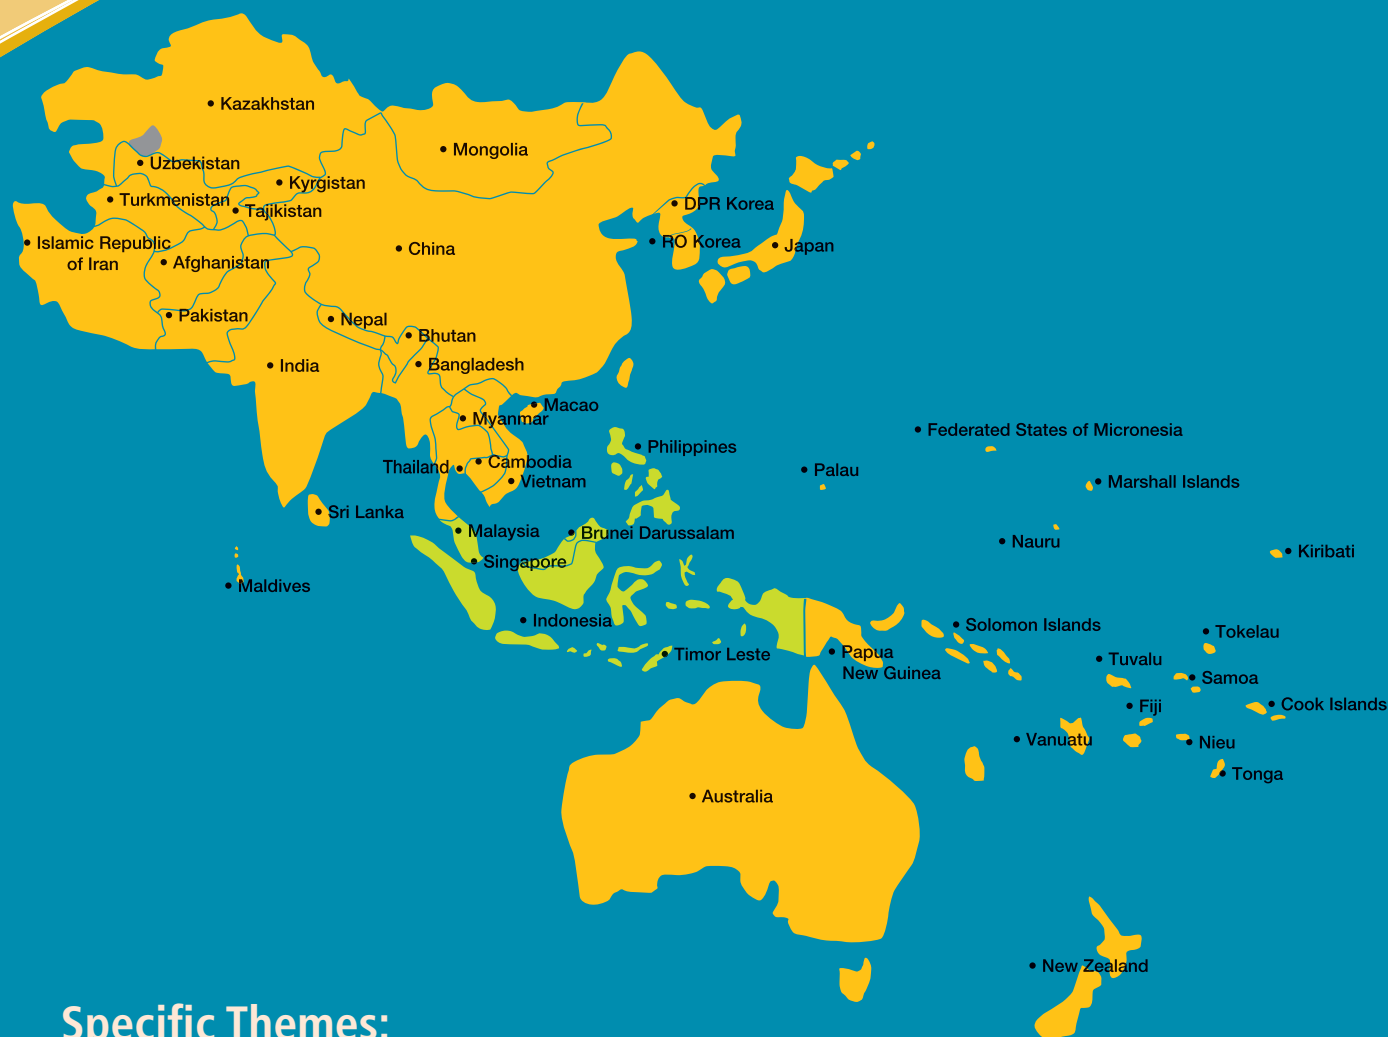 Kazakhstan
Mongolia
Uzbekistan
Kyrgistan
Turkmenistan
Tajikistan
DPR Korea
RO Korea
Japan
Islamic Republic
of Iran
China
Afghanistan
Pakistan
Nepal
Bhutan
India
Bangladesh
Macao
Myanmar
Federated States of Micronesia
Philippines
Thailand
Cambodia
Palau
Vietnam
Marshall Islands
Sri Lanka
Malaysia
Brunei Darussalam
Nauru
Kiribati
Singapore
Maldives
Indonesia
Solomon Islands
Tokelau
Timor Leste
Papua
New Guinea
Tuvalu
Samoa
Fiji
Cook Islands
Vanuatu
Nieu
Tonga
Australia
New Zealand
Specific Themes: